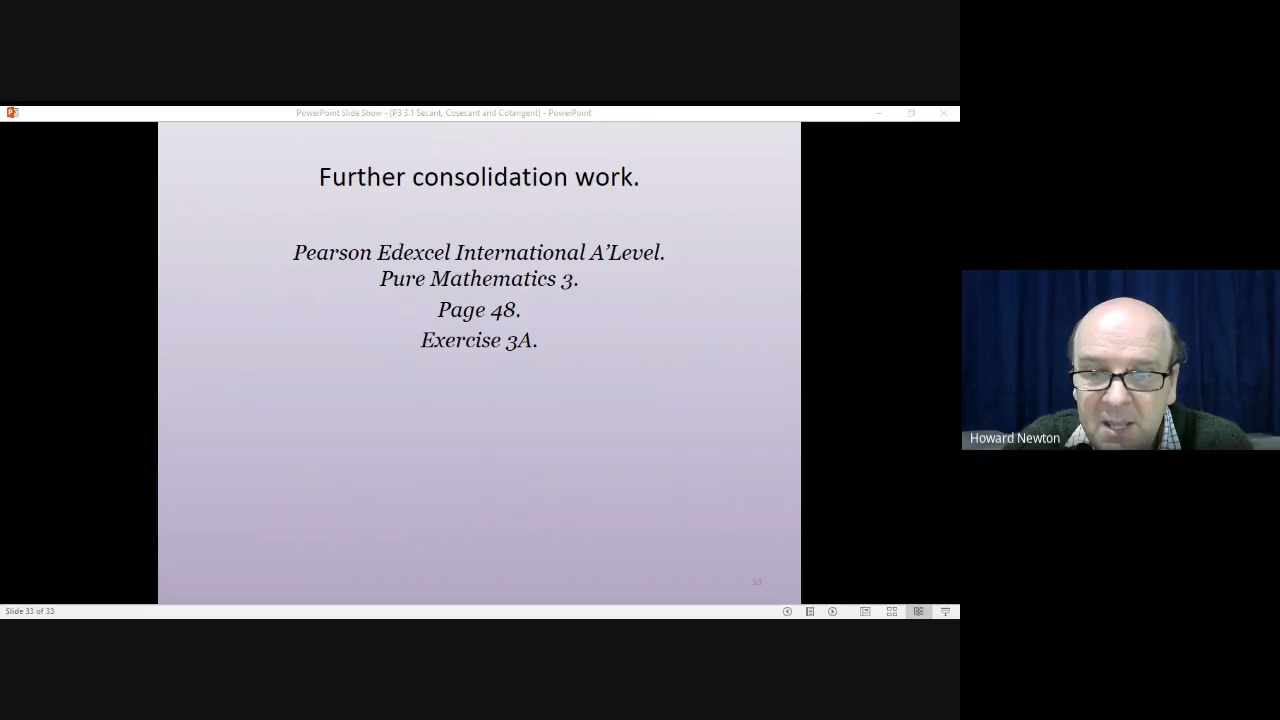 PowerPoint Slide Show - [P3 3.1 Secant, Cosecant and Cotangent] - PowerPoint
Further consolidation work.
Pearson Edexcel International A’Level.
Pure Mathematics 3.
Page 48.
Exercise 3A.
Howard Newton
33
Slide 33 of 33